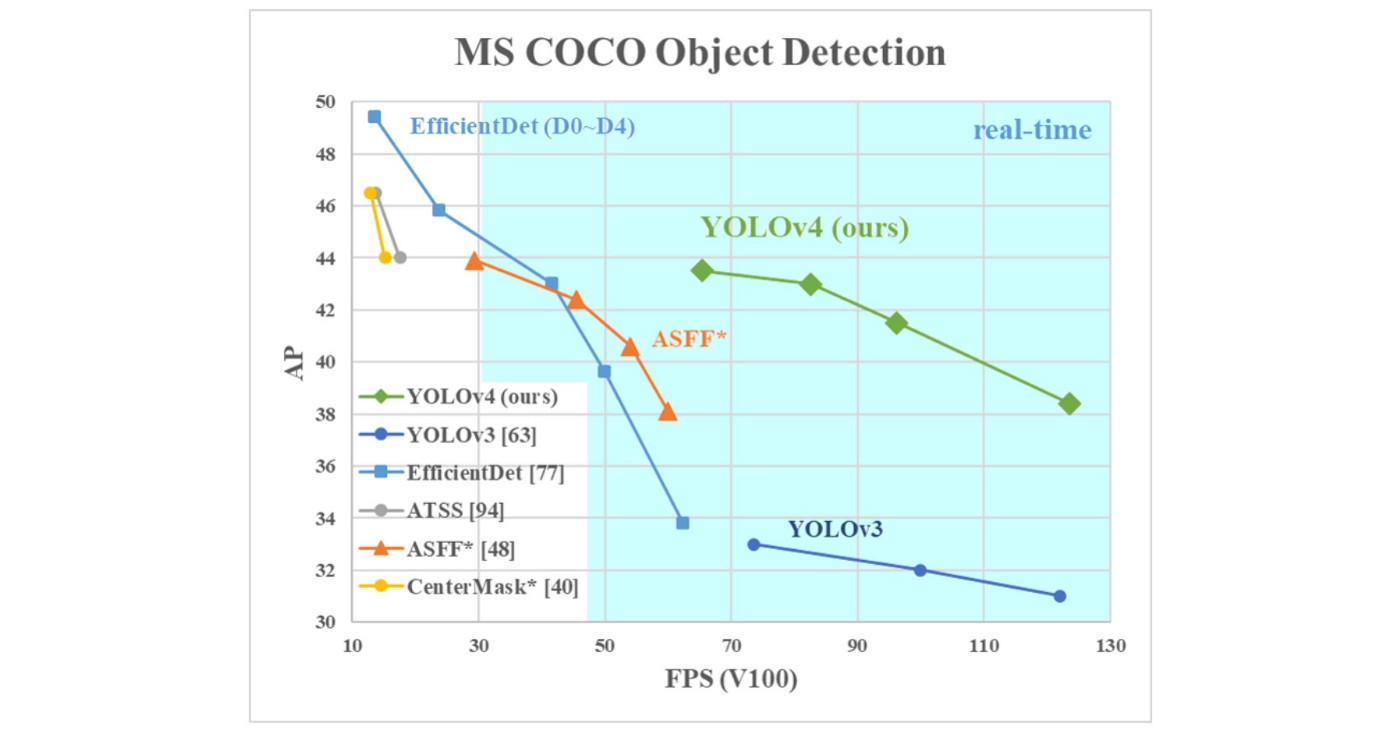 MS COCO Object Detection
50
48
46
44
42
40
38
36
34
32
30
AP
EfficientDet (D0~D4)
real-time
YOLOv4 (ours)
ASFF*
YOLOv3
YOLOv4 (ours)
YOLOv3 [63]
EfficientDet [77]
ATSS [94]
ASFF* [48]
CenterMask* [40]
10 30 50 70 90 110 130
FPS (V100)